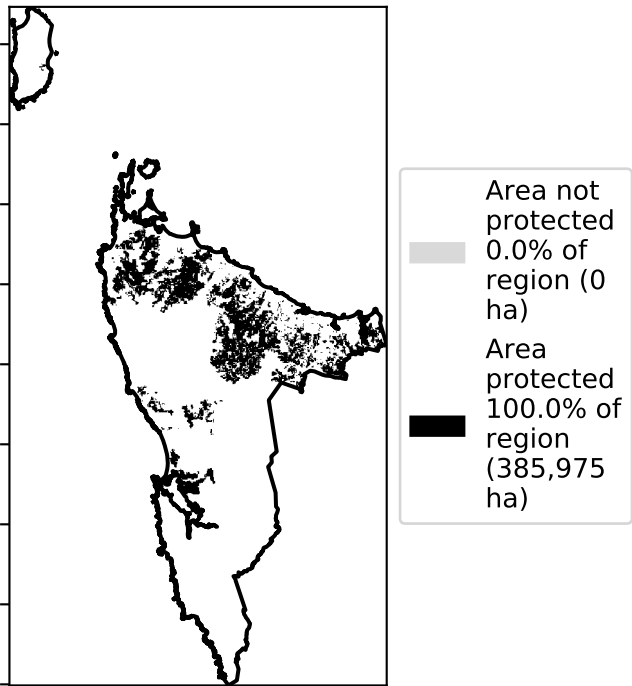 Area not
protected
0.0% of
region (0
ha)
Area
protected
100.0% of
region
(385,975
ha)